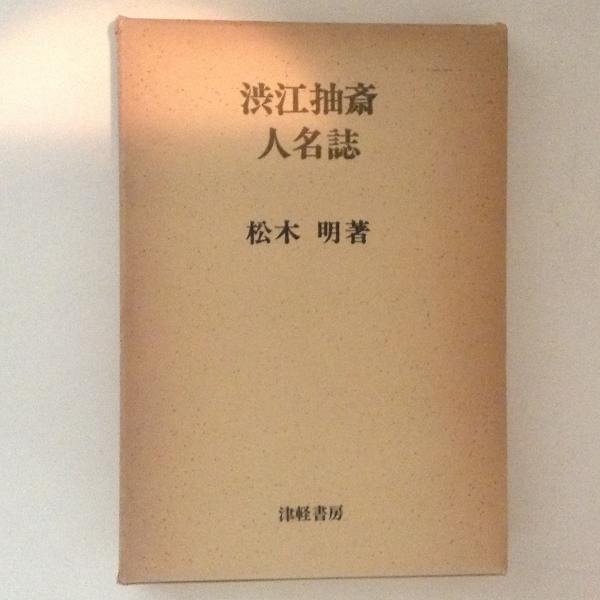 渋江抽斎
人名誌
松木 明著
津軽書房